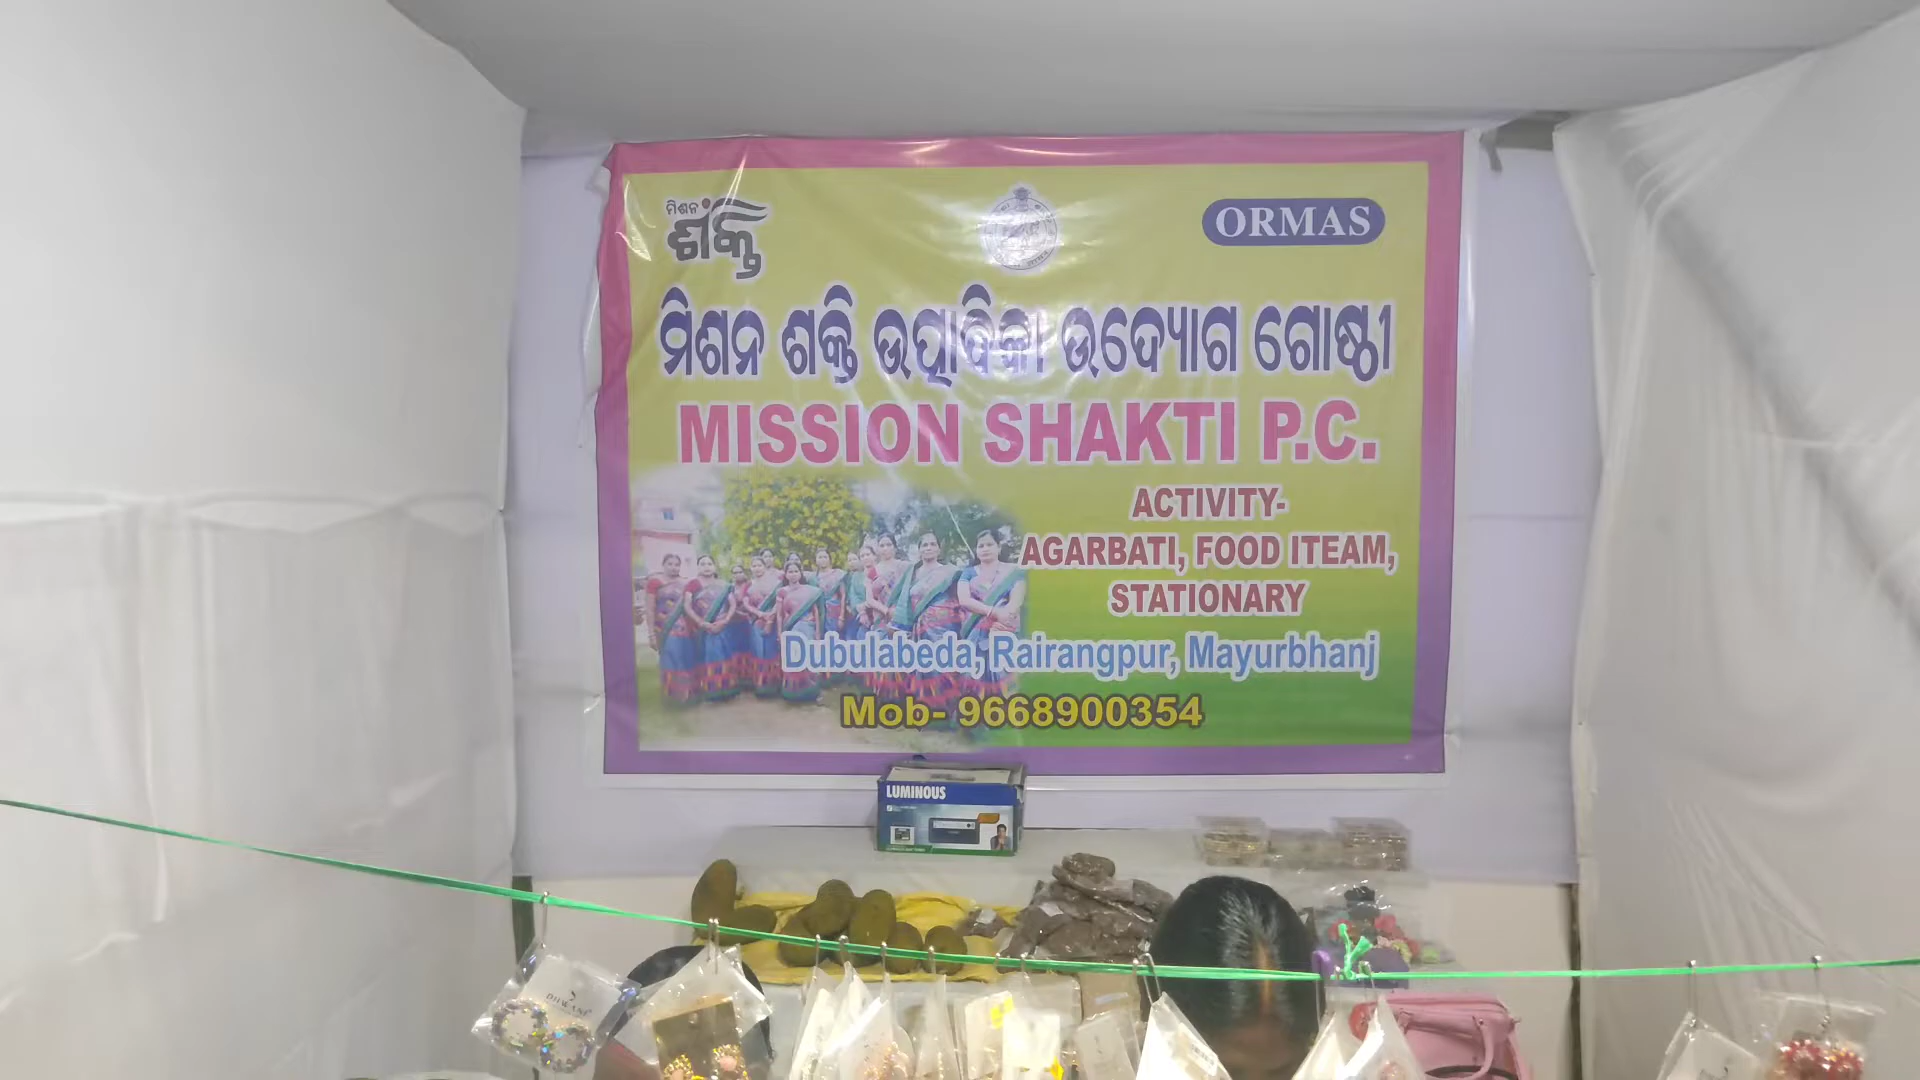 ମିଶନ
ଶକ୍ତି
ORMAS
ମିଶନ ଶକ୍ତି ଉତ୍ପାଦିକା ଉଦ୍ୟୋଗ ଗୋଷ୍ଠୀ
MISSION SHAKTI P.C.
ACTIVITY-
AGARBATI, FOOD ITEAM,
STATIONARY
Dubulabeda, Rairangpur, Mayurbhanj
Mob- 9668900354
LUMINOUS